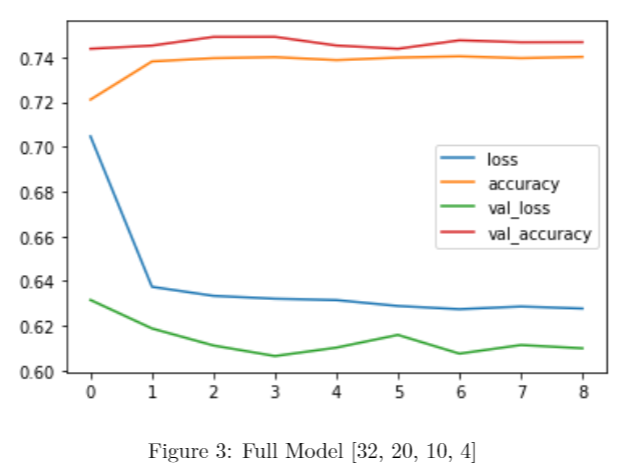 0.74
0.72
0.70
0.68
0.66
0.64
0.62
0.60
loss
accuracy
val_loss
val_accuracy
0 1 2 3 4 5 6 7 8
Figure 3: Full Model [32, 20, 10, 4]